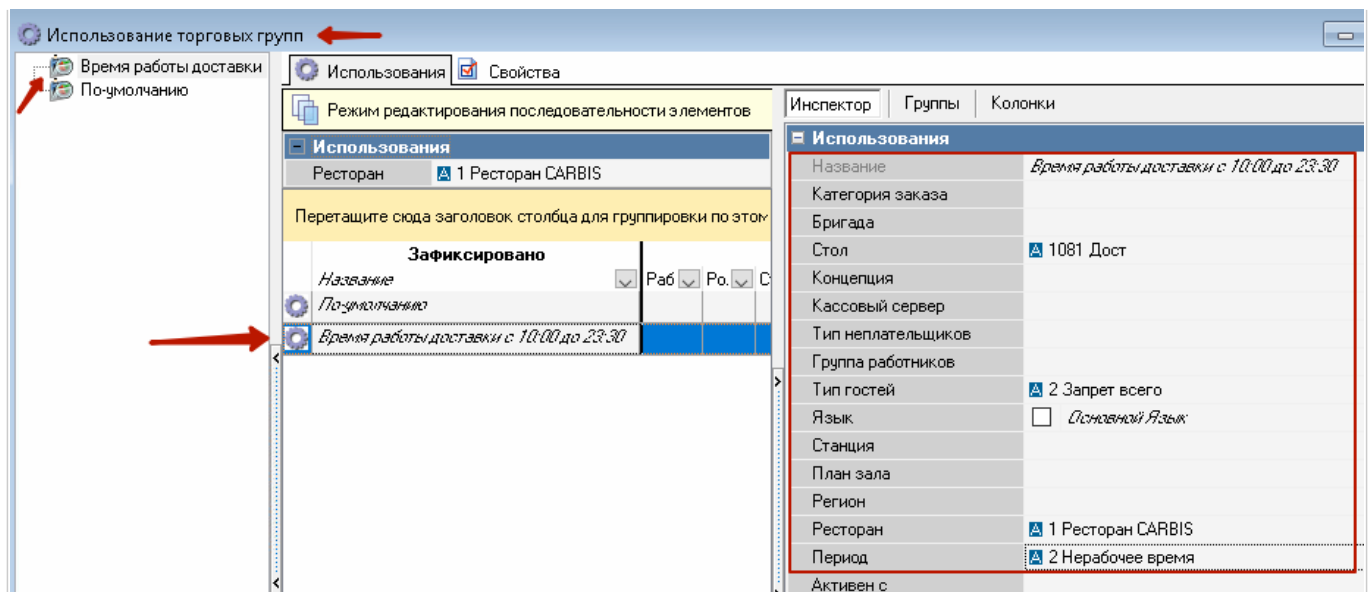 Использование торговых групп
Время работы доставки
По-умолчанию
Использования
Свойства
Режим редактирования последовательности элементов
Использования
Ресторан
1 Ресторан CARBIS
Перетащите сюда заголовок столбца для группировки по этом
Зафиксировано
Название
Раб
Ро.
С
По-умолчанию
Время работы доставки с 10:00 до 23:30
Инспектор
Группы
Колонки
Использования
Название
Время работы доставки с 10:00 до 23:30
Категория заказа
Бригада
Стол
1081 Дост
Концепция
Кассовый сервер
Тип неплательщиков
Группа работников
Тип гостей
2 Запрет всего
Язык
Основной Язык
Станция
План зала
Регион
Ресторан
1 Ресторан CARBIS
Период
2 Нерабочее время
Активен с